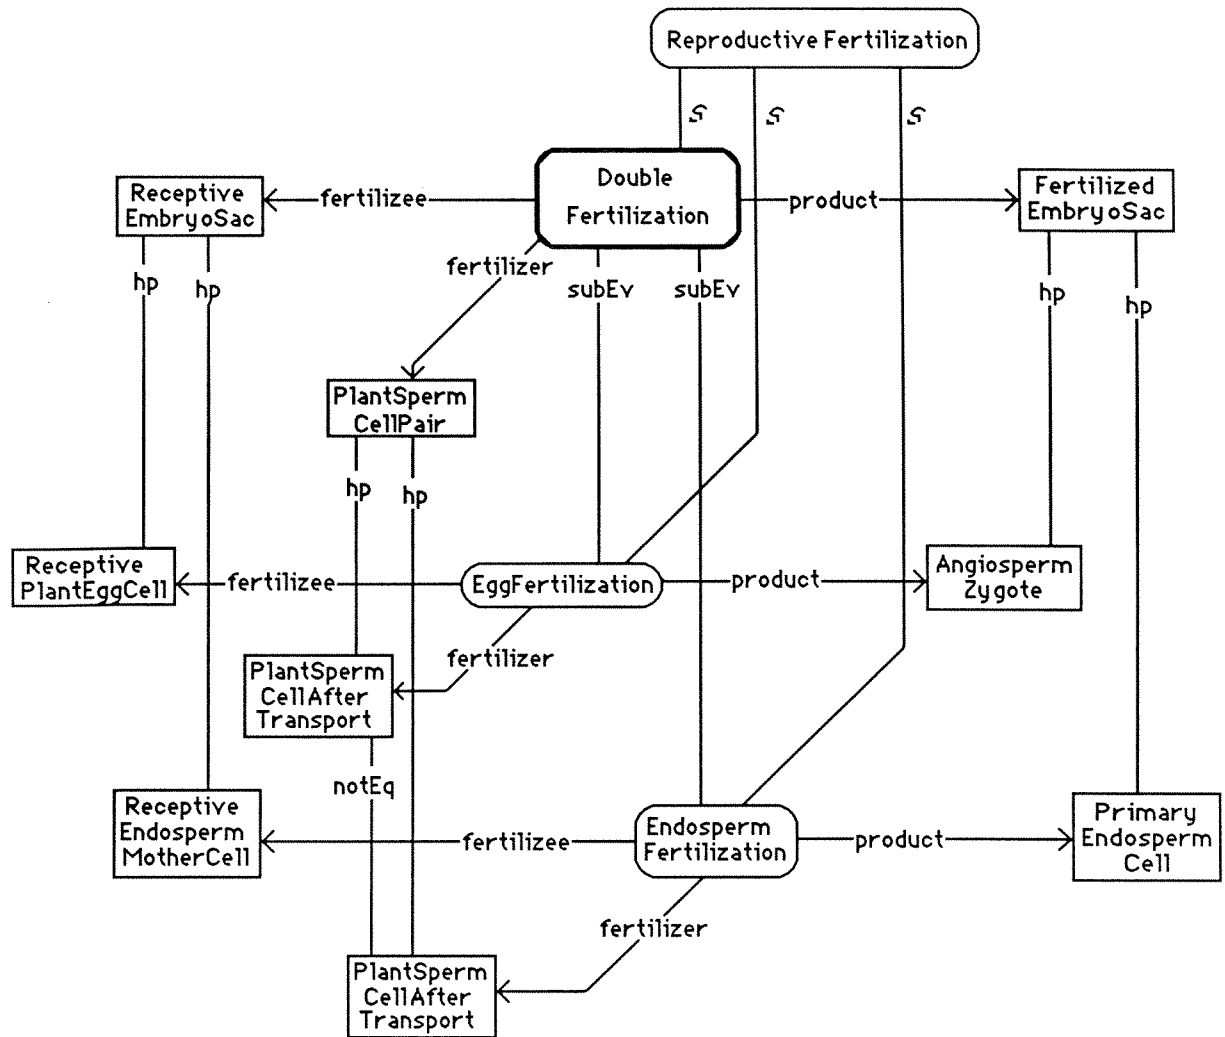 Reproductive Fertilization
S
S
S
Double
Fertilization
Receptive
EmbryoSac
fertilizee
product
Fertilized
EmbryoSac
fertilizer
hp
hp
subEv
subEv
hp
hp
PlantSperm
CellPair
hp
hp
Receptive
PlantEggCell
fertilizee
EggFertilization
product
Angiosperm
Zygote
fertilizer
PlantSperm
CellAfter
Transport
notEq
Receptive
Endosperm
MotherCell
fertilizee
Endosperm
Fertilization
product
Primary
Endosperm
Cell
fertilizer
PlantSperm
CellAfter
Transport